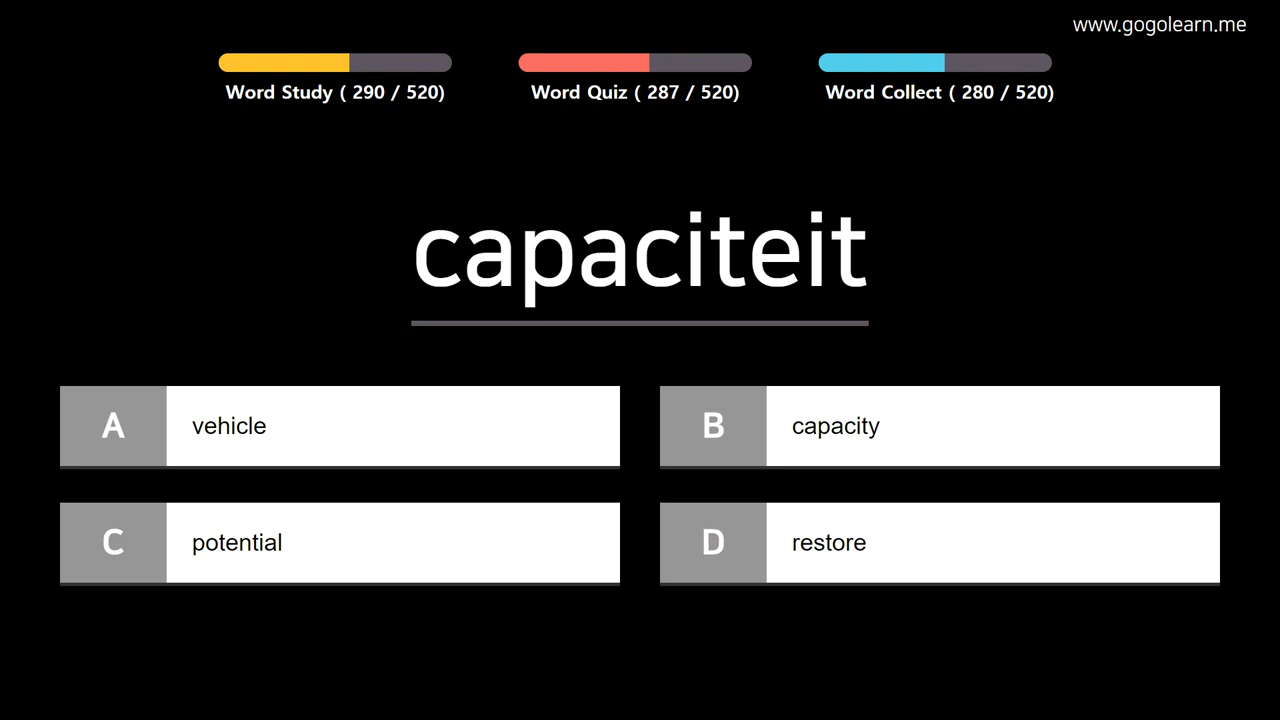 www.gogolearn.me
Word Study ( 290 / 520)
Word Quiz ( 287 / 520)
Word Collect ( 280 / 520)
capaciteit
A vehicle
B capacity
C potential
D restore